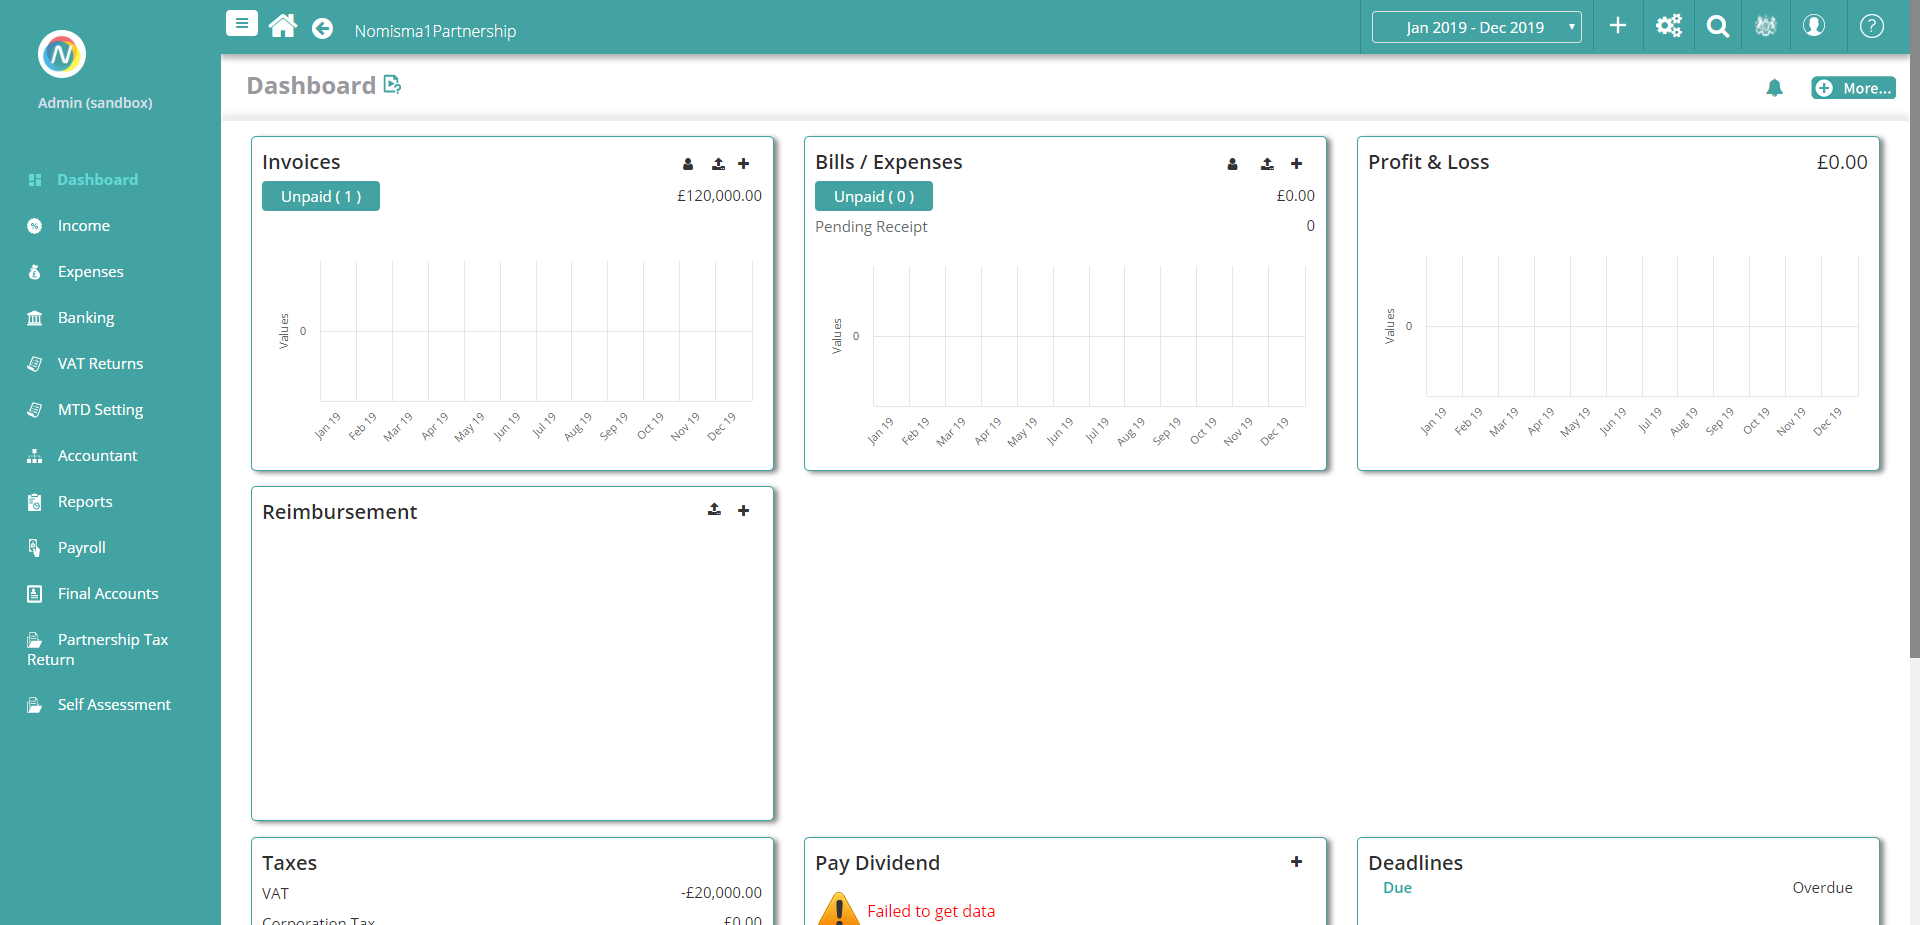 Nomisma1Partnership
Jan 2019 - Dec 2019
N
Admin (sandbox)
Dashboard
Income
Expenses
Banking
VAT Returns
MTD Setting
Accountant
Reports
Payroll
Final Accounts
Partnership Tax
Return
Self Assessment
Dashboard
More...
Invoices
Unpaid ( 1 )
£120,000.00
Values
0
Jan 19
Feb 19
Mar 19
Apr 19
May 19
Jun 19
Jul 19
Aug 19
Sep 19
Oct 19
Nov 19
Dec 19
Bills / Expenses
Unpaid ( 0 )
£0.00
Pending Receipt
0
Values
0
Jan 19
Feb 19
Mar 19
Apr 19
May 19
Jun 19
Jul 19
Aug 19
Sep 19
Oct 19
Nov 19
Dec 19
Profit & Loss
£0.00
Values
0
Jan 19
Feb 19
Mar 19
Apr 19
May 19
Jun 19
Jul 19
Aug 19
Sep 19
Oct 19
Nov 19
Dec 19
Reimbursement
Taxes
VAT
-£20,000.00
Corporation Tax
£0.00
Pay Dividend
Failed to get data
Deadlines
Due
Overdue